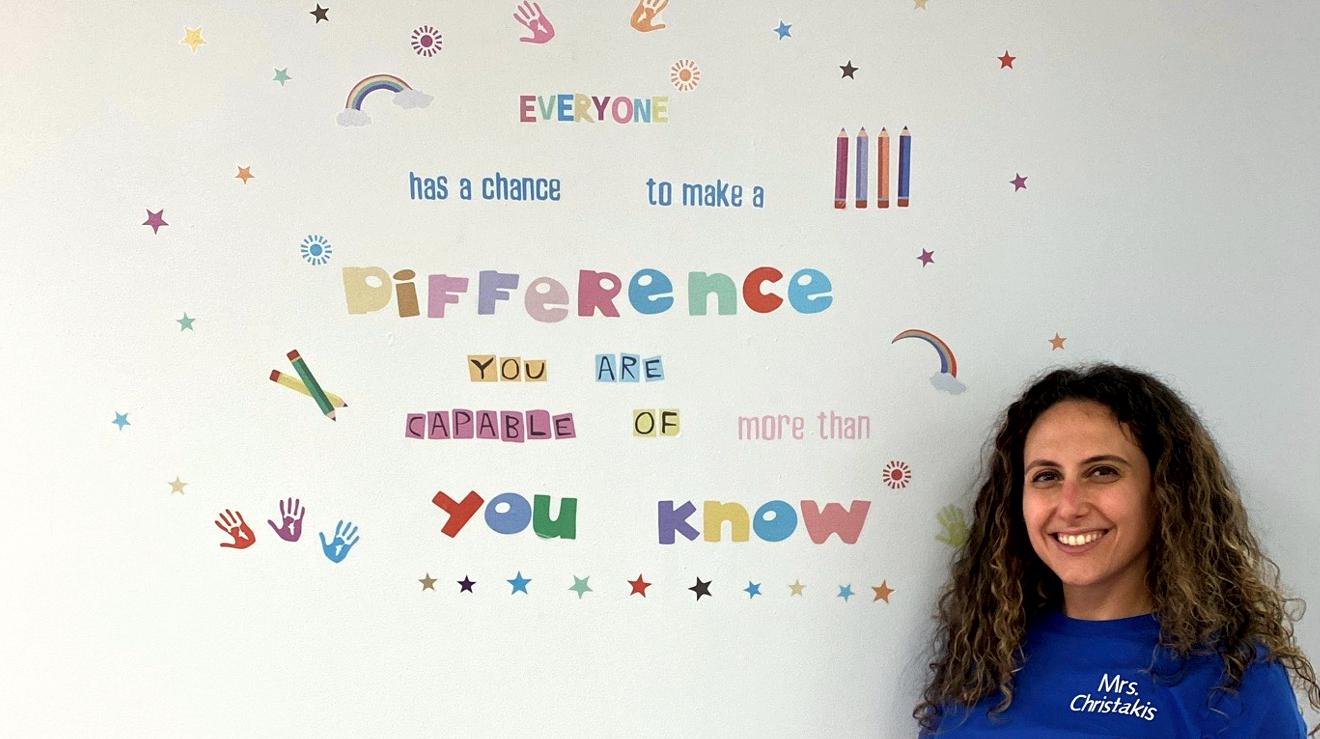 EVERYONE
has a chance to make a
DiFFeRence
YOU ARE
CAPABLE OF more than
you know
Mrs.
Christakis